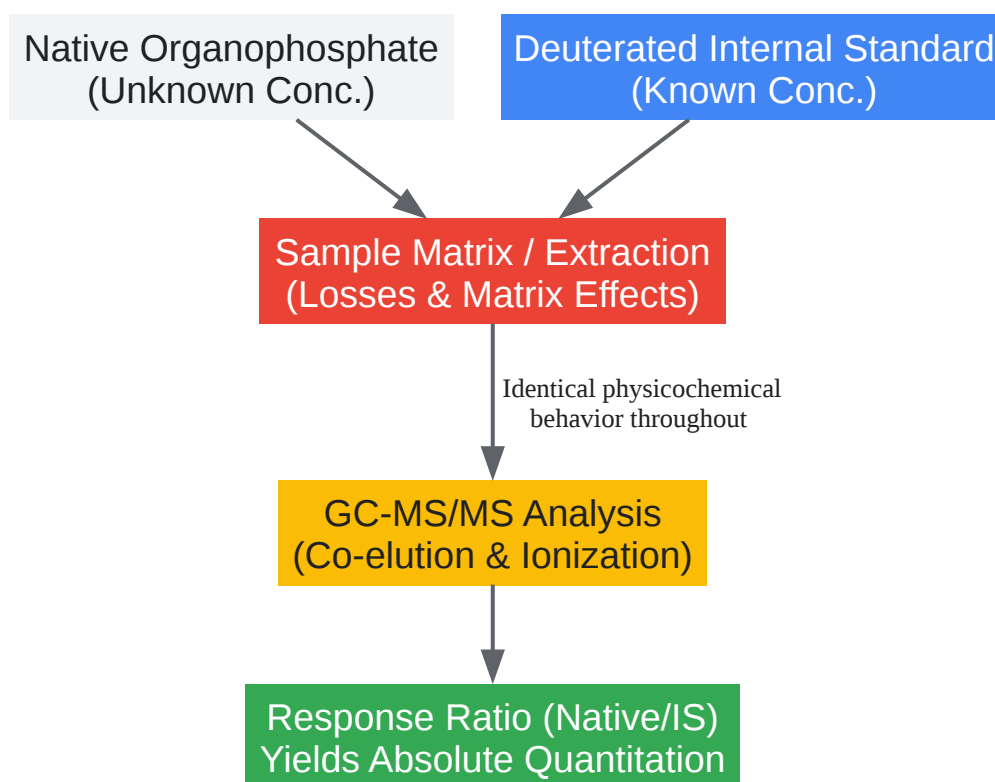 Native Organophosphate
(Unknown Conc.)
Deuterated Internal Standard
(Known Conc.)
Sample Matrix / Extraction
(Losses & Matrix Effects)
Identical physicochemical
behavior throughout
GC-MS/MS Analysis
(Co-elution & Ionization)
Response Ratio (Native/IS)
Yields Absolute Quantitation